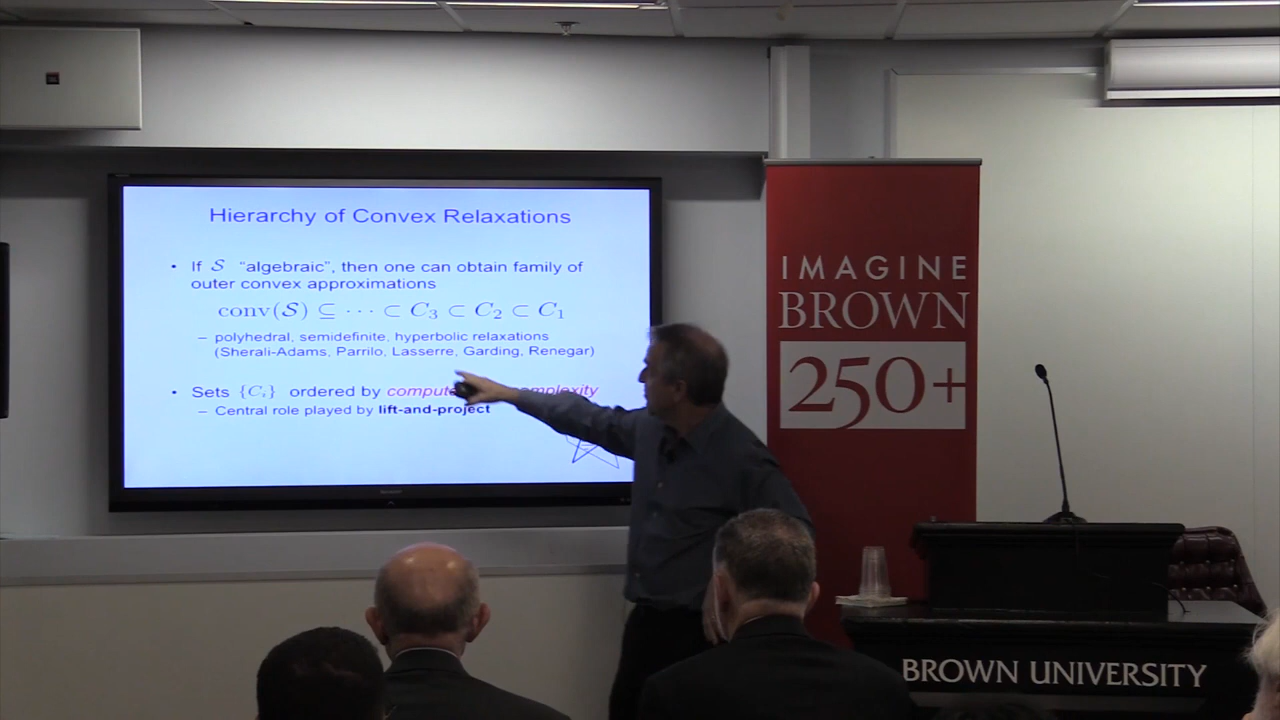 Hierarchy of Convex Relaxations
• If 𝒮 “algebraic”, then one can obtain family of
outer convex approximations
conv(𝒮) ⊆ ··· ⊂ C₃ ⊂ C₂ ⊂ C₁
– polyhedral, semidefinite, hyperbolic relaxations
(Sherali-Adams, Parrilo, Lasserre, Garding, Renegar)
• Sets {Cᵢ} ordered by
– Central role played by lift-and-project
IMAGINE
BROWN
250+
BROWN UNIVERSITY